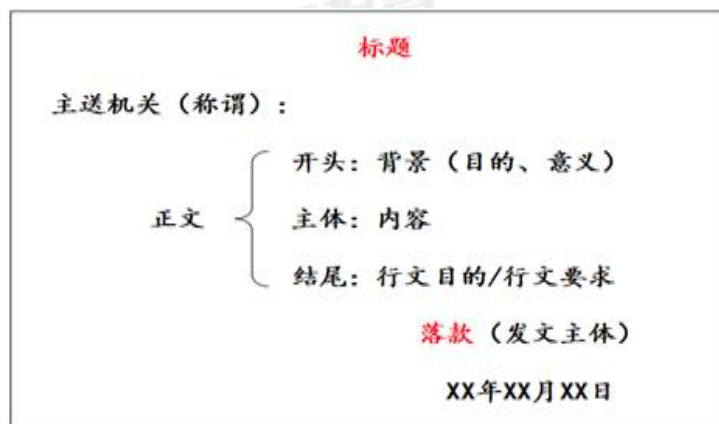 标题
主送机关（称谓）：
开头：背景（目的、意义）
正文
主体：内容
结尾：行文目的/行文要求
落款（发文主体）
XX年XX月XX日